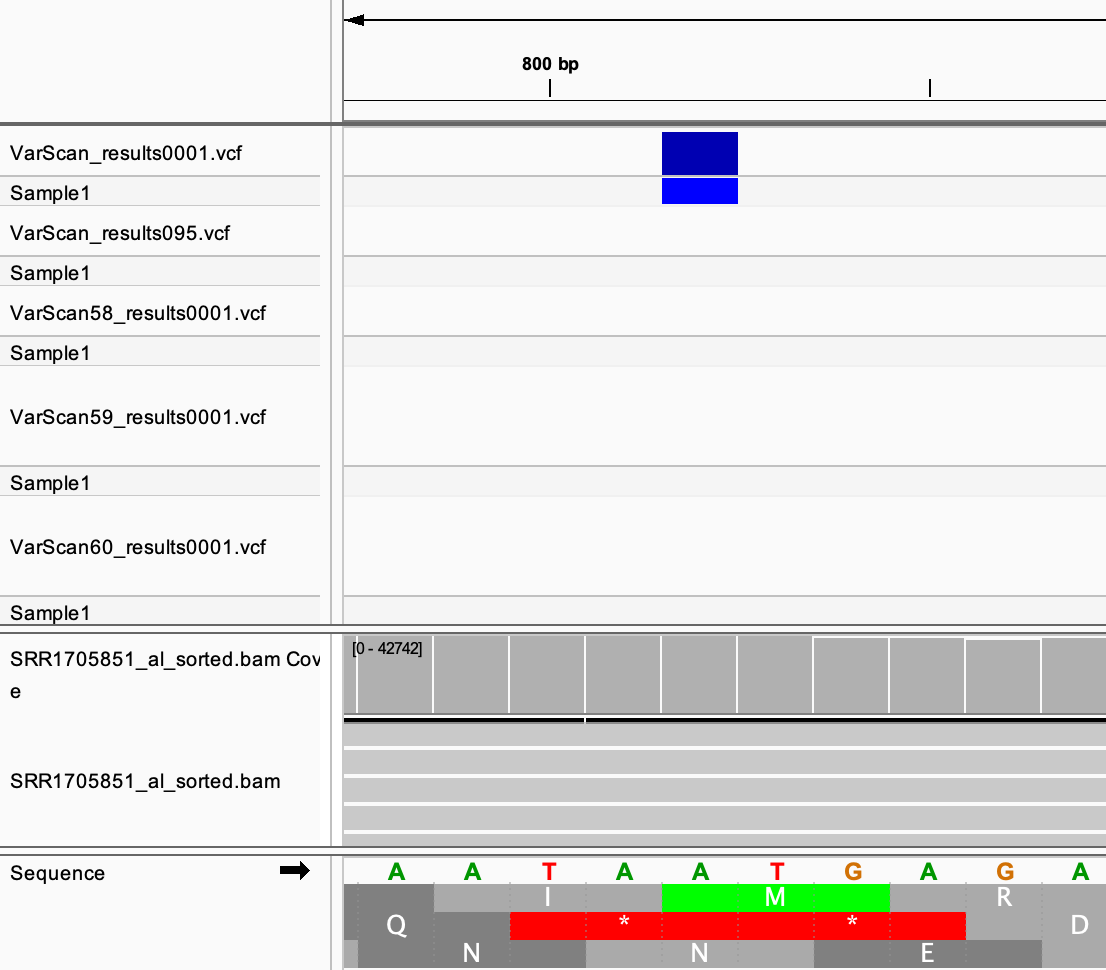 800 bp
VarScan_results0001.vcf
Sample1
VarScan_results095.vcf
Sample1
VarScan58_results0001.vcf
Sample1
VarScan59_results0001.vcf
Sample1
VarScan60_results0001.vcf
Sample1
[0 - 42742]
SRR1705851_al_sorted.bam Cov
e
SRR1705851_al_sorted.bam
Sequence A A T A A T G A G A
I M R
Q * * D
N N E